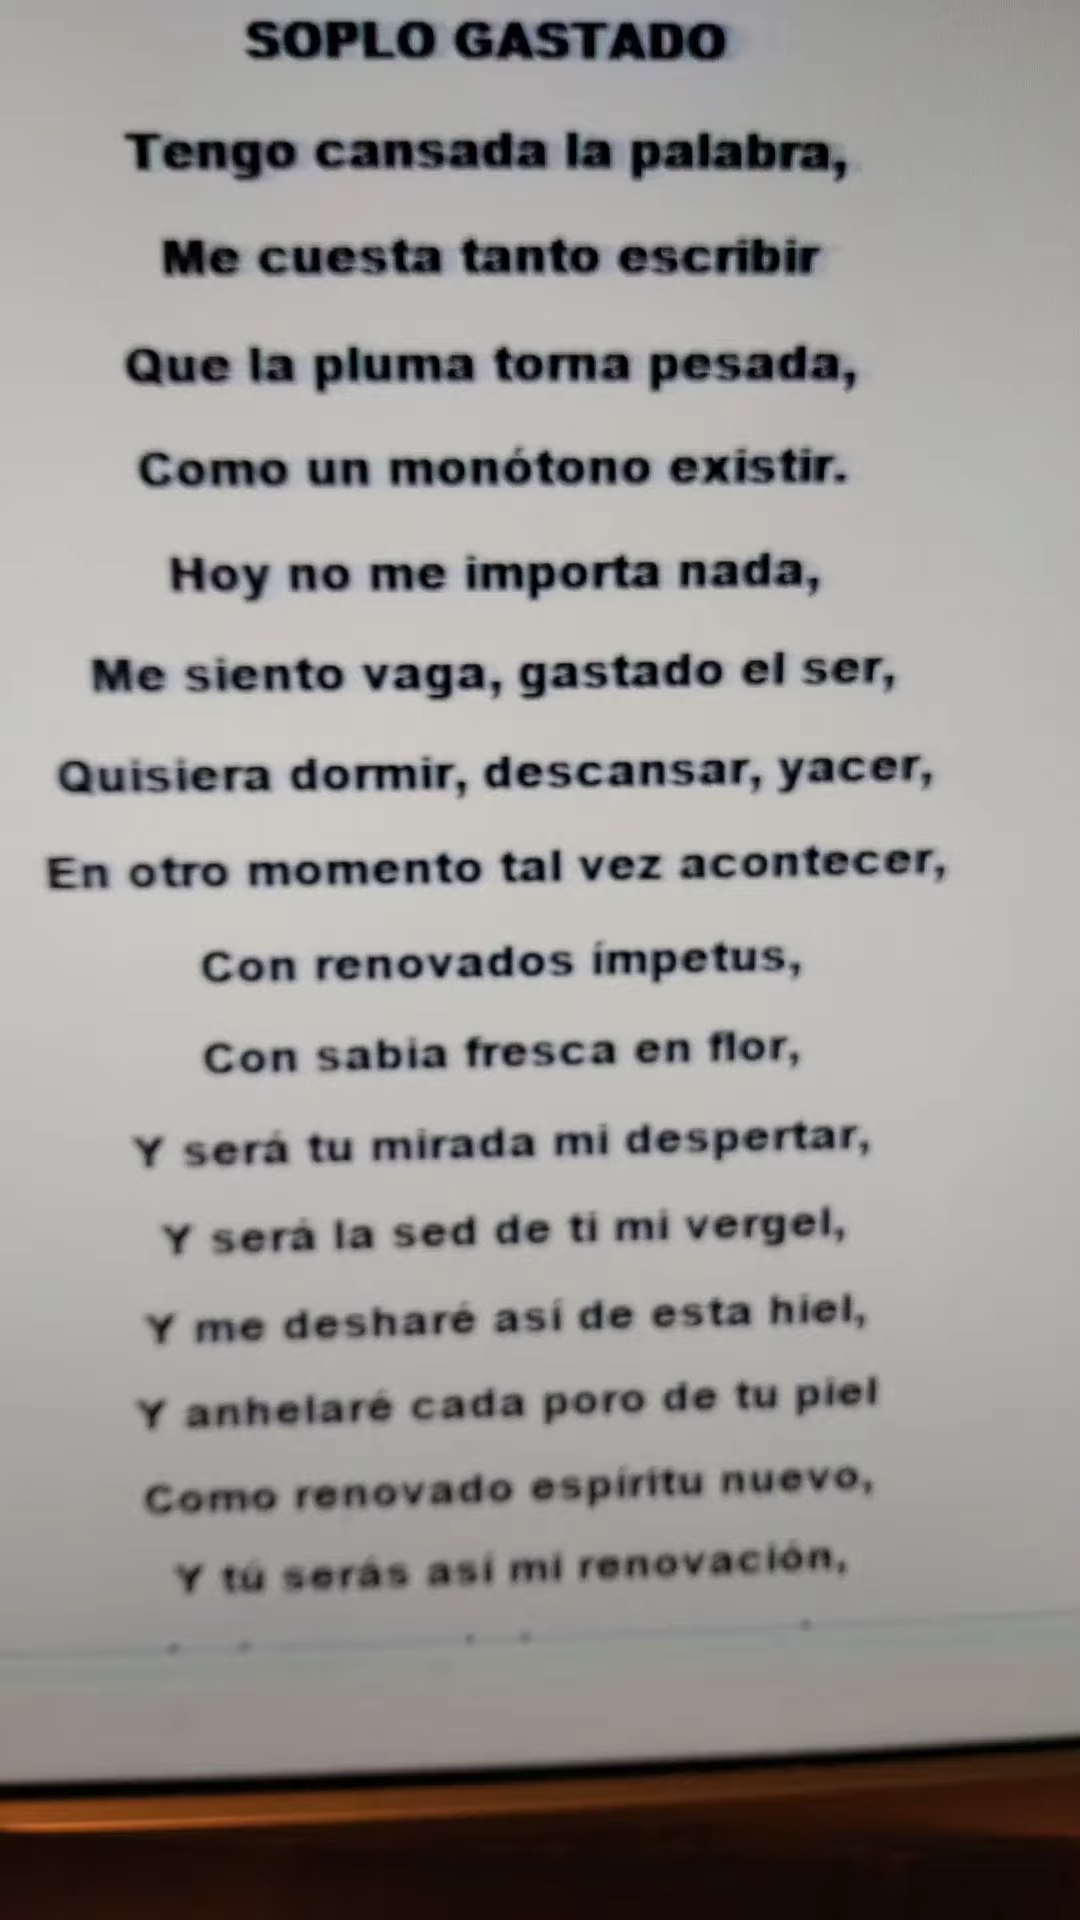 SOPLO GASTADO
Tengo cansada la palabra,
Me cuesta tanto escribir
Que la pluma torna pesada,
Como un monótono existir.
Hoy no me importa nada,
Me siento vaga, gastado el ser,
Quisiera dormir, descansar, yacer,
En otro momento tal vez acontecer,
Con renovados ímpetus,
Con sabia fresca en flor,
Y será tu mirada mi despertar,
Y será la sed de ti mi vergel,
Y me desharé así de esta hiel,
Y anhelaré cada poro de tu piel
Como renovado espíritu nuevo,
Y tú serás así mi renovación,